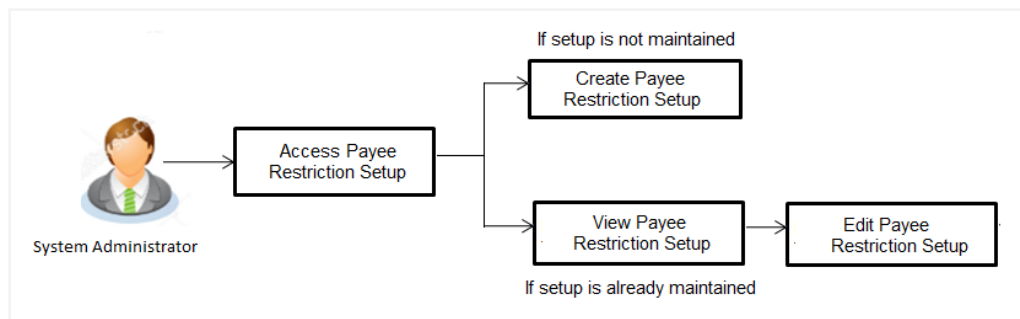 If setup is not maintained
Create Payee
Restriction Setup
Access Payee
Restriction Setup
View Payee
Restriction Setup
Edit Payee
Restriction Setup
System Administrator
If setup is already maintained